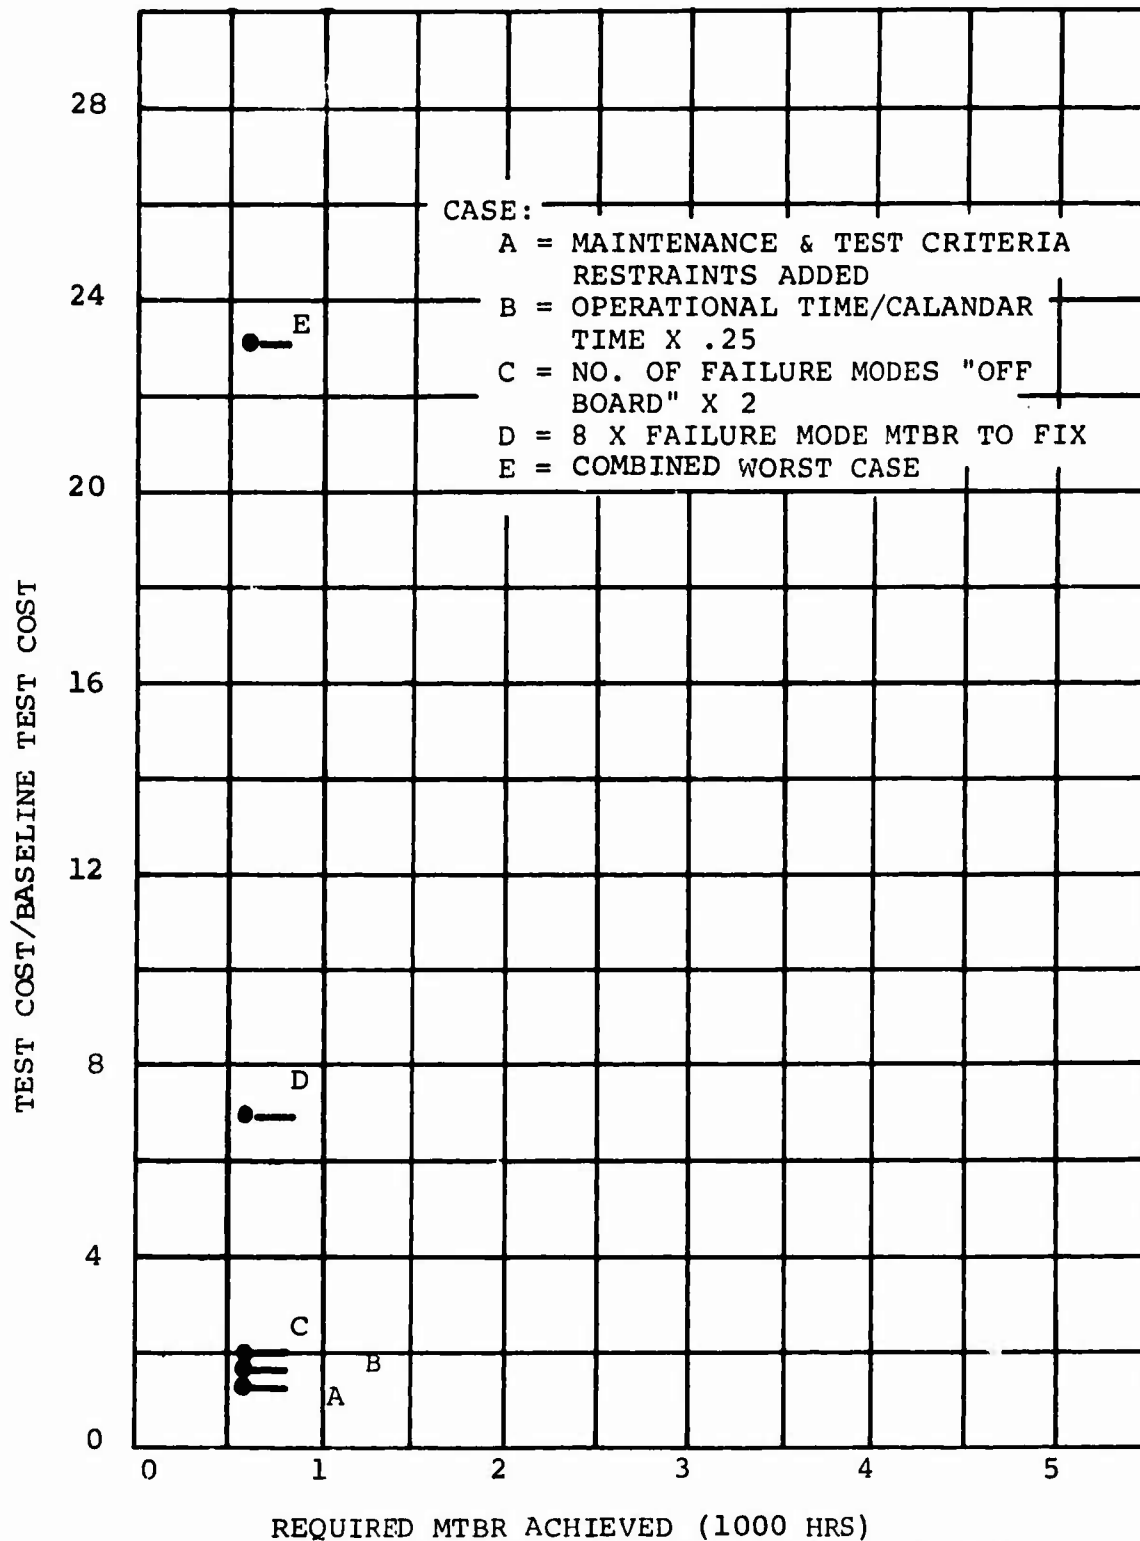 28
CASE:
A = MAINTENANCE & TEST CRITERIA
RESTRAINTS ADDED
24
B = OPERATIONAL TIME/CALANDAR
TIME X .25
E
C = NO. OF FAILURE MODES "OFF
BOARD" X 2
D = 8 X FAILURE MODE MTBR TO FIX
E = COMBINED WORST CASE
20
16
12
8
D
4
C
B
A
0
0 1 2 3 4 5
TEST COST/BASELINE TEST COST
REQUIRED MTBR ACHIEVED (1000 HRS)